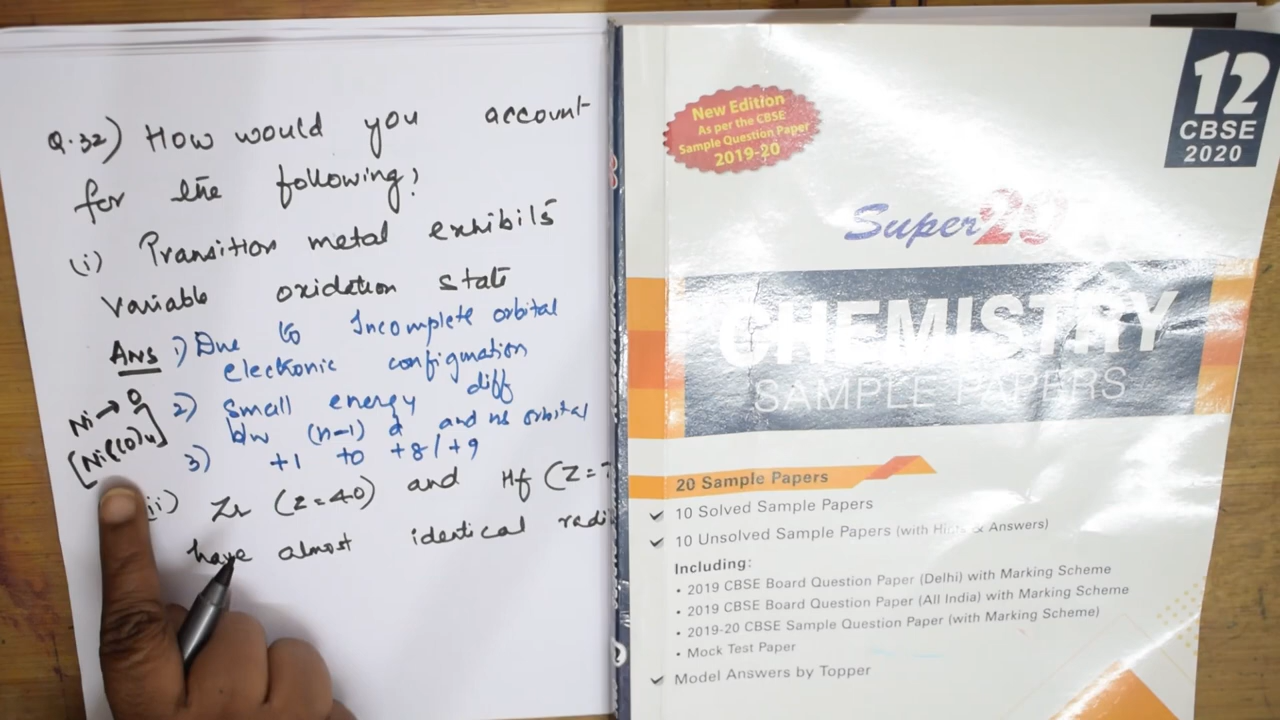 Q.32) How would you account
for the following?
(i) Transition metal exhibits
variable oxidation state
Ans 1) Due to Incomplete orbital
electronic configuration
2) Small energy diff
b/w (n-1) d and ns orbital
3) +1 to +8/+9
Ni → 0
[Ni(CO)4]
(ii) Zr (Z=40) and Hf (Z=7
have almost identical radi
New Edition
As per the CBSE
Sample Question Paper
2019-20
12
CBSE
2020
Super 20
CHEMISTRY
SAMPLE PAPERS
20 Sample Papers
10 Solved Sample Papers
10 Unsolved Sample Papers (with Hints & Answers)
Including:
• 2019 CBSE Board Question Paper (Delhi) with Marking Scheme
• 2019 CBSE Board Question Paper (All India) with Marking Scheme
• 2019-20 CBSE Sample Question Paper (with Marking Scheme)
• Mock Test Paper
Model Answers by Topper